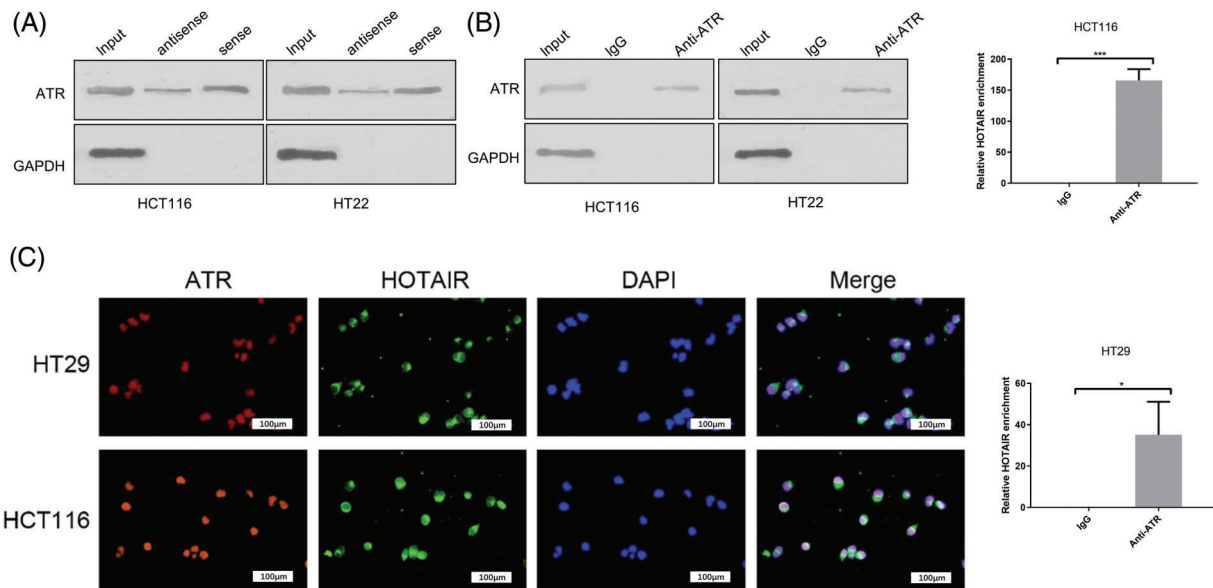 (A)
Input antisense sense Input antisense sense
ATR
GAPDH
HCT116 HT22
(B)
Input IgG Anti-ATR Input IgG Anti-ATR
ATR
GAPDH
HCT116 HT22
HCT116
***
Relative HOTAIR enrichment
200
150
100
50
0
IgG Anti-ATR
(C)
ATR HOTAIR DAPI Merge
HT29
100μm 100μm 100μm 100μm
HCT116
100μm 100μm 100μm 100μm
HT29
*
Relative HOTAIR enrichment
60
40
20
0
IgG Anti-ATR